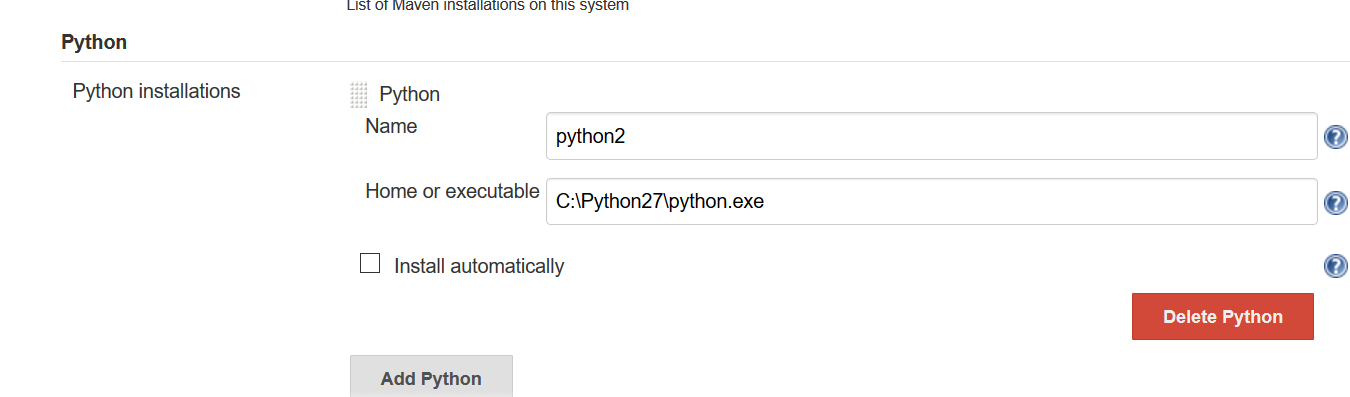 List of Maven installations on this system
Python
Python installations
Python
Name
python2
?
Home or executable
C:\Python27\python.exe
?
Install automatically
?
Delete Python
Add Python